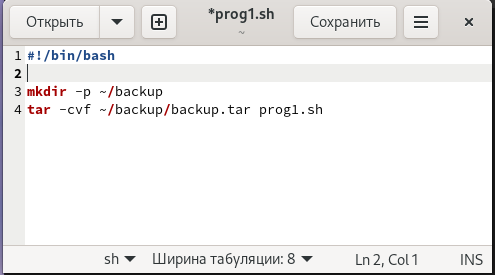 Открыть
*prog1.sh
~
Сохранить
1 #!/bin/bash
2
3 mkdir -p ~/backup
4 tar -cvf ~/backup/backup.tar prog1.sh
sh Ширина табуляции: 8 Ln 2, Col 1 INS